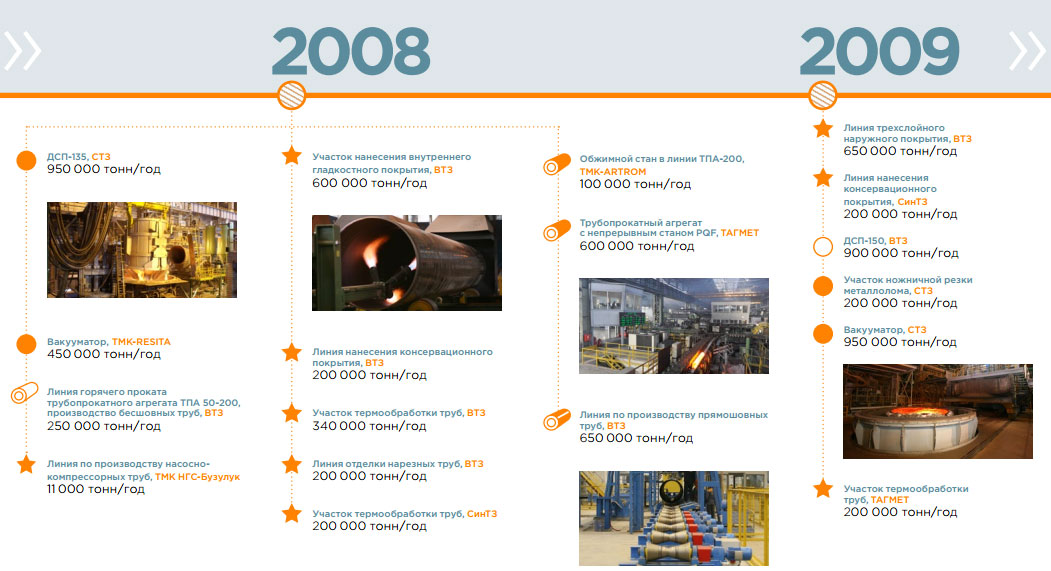 2008
2009
ДСП-135, СТЗ
950 000 тонн/год
Вакууматор, TMK-RESITA
450 000 тонн/год
Линия горячего проката
трубопрокатного агрегата ТПА 50-200,
производство бесшовных труб, ВТЗ
250 000 тонн/год
Линия по производству насосно-
компрессорных труб, ТМК НГС-Бузулук
11 000 тонн/год
Участок нанесения внутреннего
гладкостного покрытия, ВТЗ
600 000 тонн/год
Линия нанесения консервационного
покрытия, ВТЗ
200 000 тонн/год
Участок термообработки труб, ВТЗ
340 000 тонн/год
Линия отделки нарезных труб, ВТЗ
200 000 тонн/год
Участок термообработки труб, СинТЗ
200 000 тонн/год
Обжимной стан в линии ТПА-200,
TMK-ARTROM
100 000 тонн/год
Трубопрокатный агрегат
с непрерывным станом PQF, ТАГМЕТ
600 000 тонн/год
Линия по производству прямошовных
труб, ВТЗ
650 000 тонн/год
Линия трехслойного
наружного покрытия, ВТЗ
650 000 тонн/год
Линия нанесения
консервационного
покрытия, СинТЗ
200 000 тонн/год
ДСП-150, ВТЗ
900 000 тонн/год
Участок ножничной резки
металлолома, СТЗ
200 000 тонн/год
Вакууматор, СТЗ
950 000 тонн/год
Участок термообработки
труб, ТАГМЕТ
200 000 тонн/год